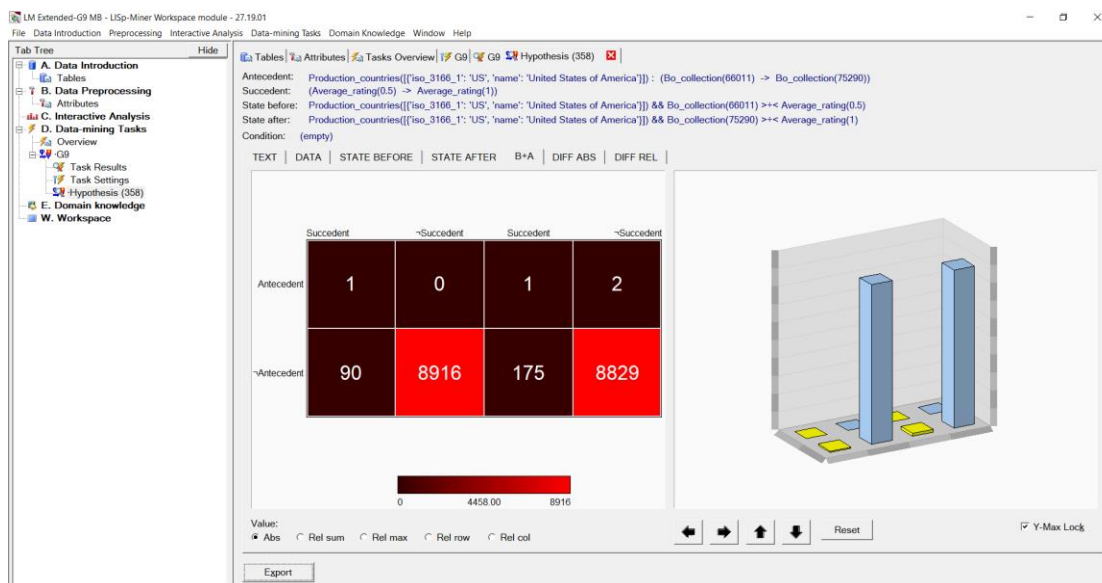 LM Extended-G9 MB - LISp-Miner Workspace module - 27.19.01
File Data Introduction Preprocessing Interactive Analysis Data-mining Tasks Domain Knowledge Window Help
Tab Tree Hide
A. Data Introduction
Tables
B. Data Preprocessing
Attributes
C. Interactive Analysis
D. Data-mining Tasks
Overview
G9
Task Results
Task Settings
Hypothesis (358)
E. Domain knowledge
W. Workspace
Tables Attributes Tasks Overview G9 G9 Hypothesis (358)
Antecedent: Production_countries([{'iso_3166_1': 'US', 'name': 'United States of America'}]) : (Bo_collection(66011) -> Bo_collection(75290))
Succedent: (Average_rating(0.5) -> Average_rating(1))
State before: Production_countries([{'iso_3166_1': 'US', 'name': 'United States of America'}]) && Bo_collection(66011) >÷< Average_rating(0.5)
State after: Production_countries([{'iso_3166_1': 'US', 'name': 'United States of America'}]) && Bo_collection(75290) >÷< Average_rating(1)
Condition: (empty)
TEXT | DATA | STATE BEFORE | STATE AFTER | B+A | DIFF ABS | DIFF REL |
Succedent ¬Succedent Succedent ¬Succedent
Antecedent 1 0 1 2
¬Antecedent 90 8916 175 8829
0 4458.00 8916
Value:
Abs Rel sum Rel max Rel row Rel col
Reset
Y-Max Lock
Export